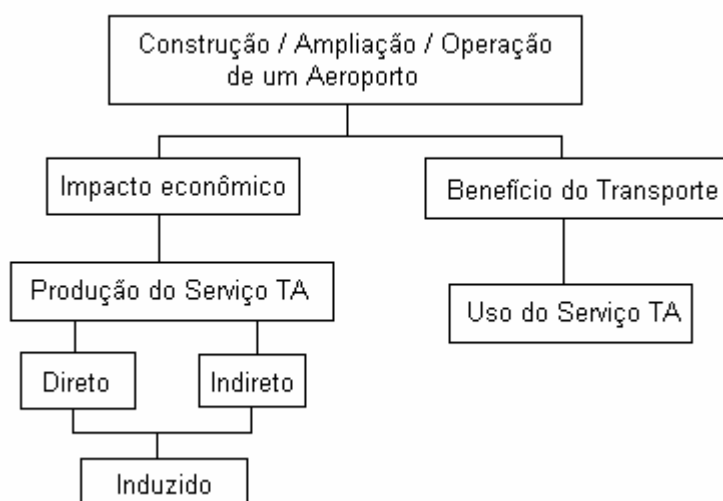 Construção / Ampliação / Operação
de um Aeroporto
Impacto econômico
Benefício do Transporte
Produção do Serviço TA
Uso do Serviço TA
Direto
Indireto
Induzido